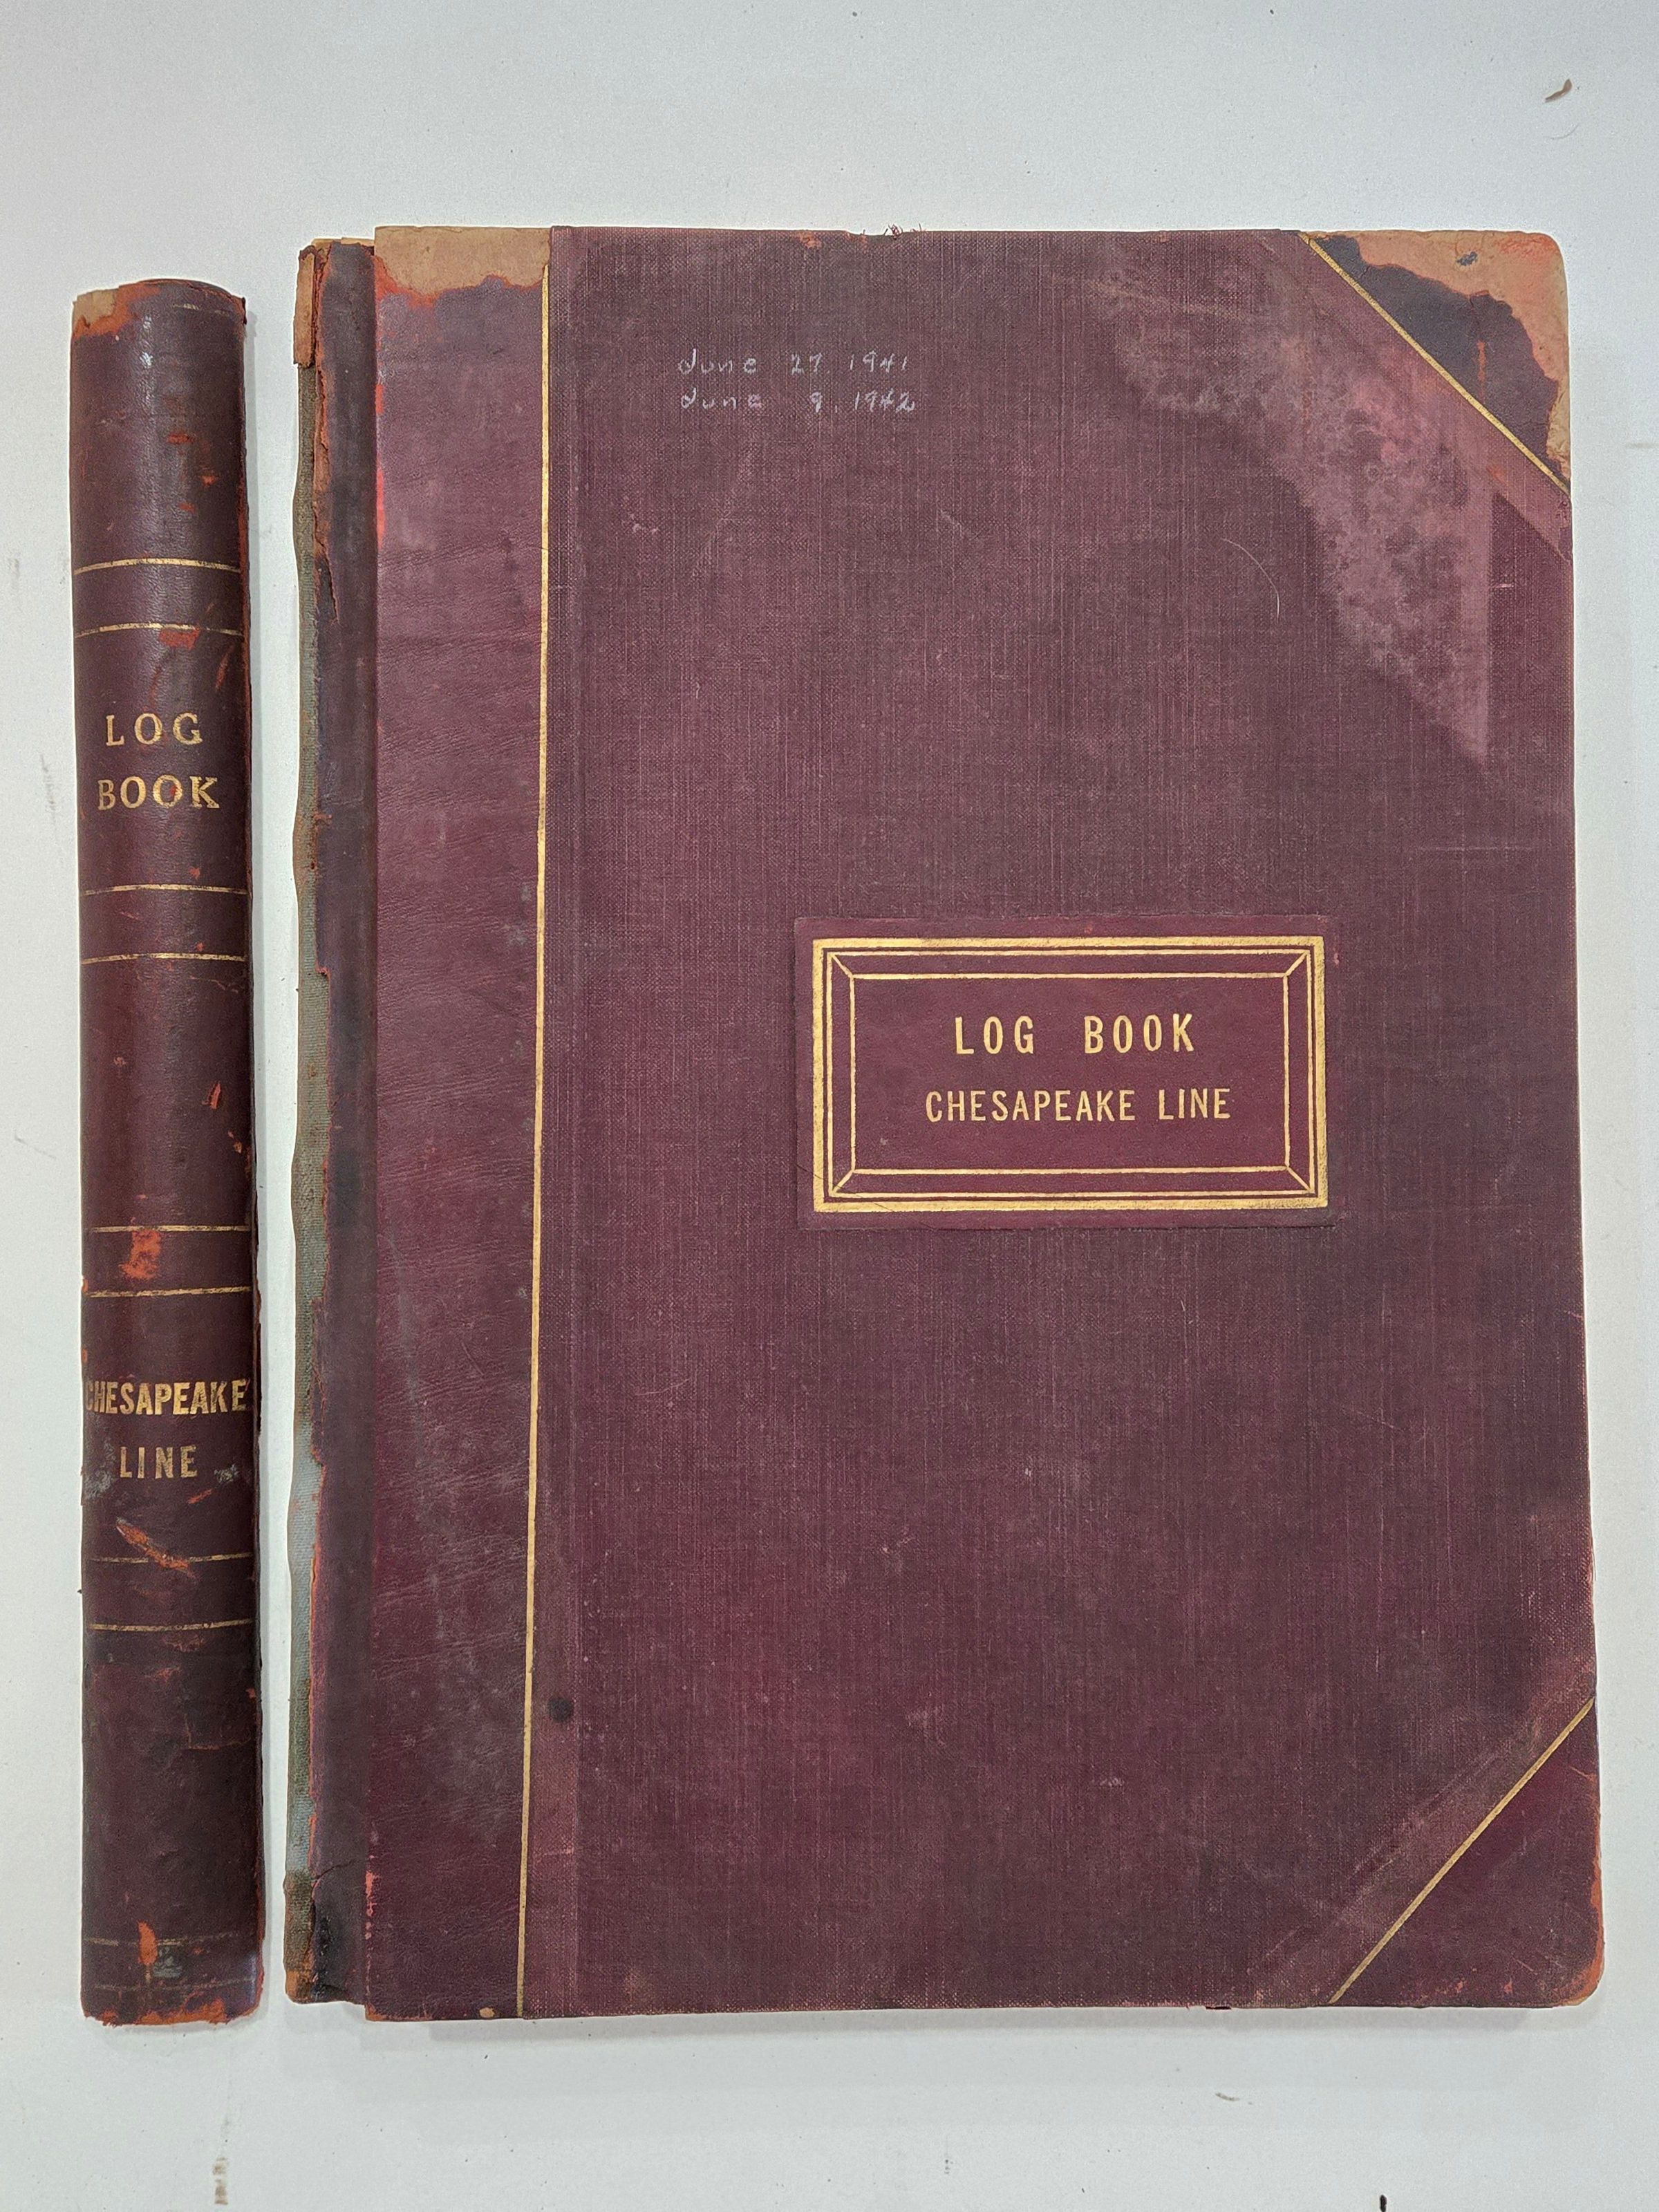 LOG
BOOK
CHESAPEAKE
LINE
June 27. 1941
June 9. 1942
LOG BOOK
CHESAPEAKE LINE